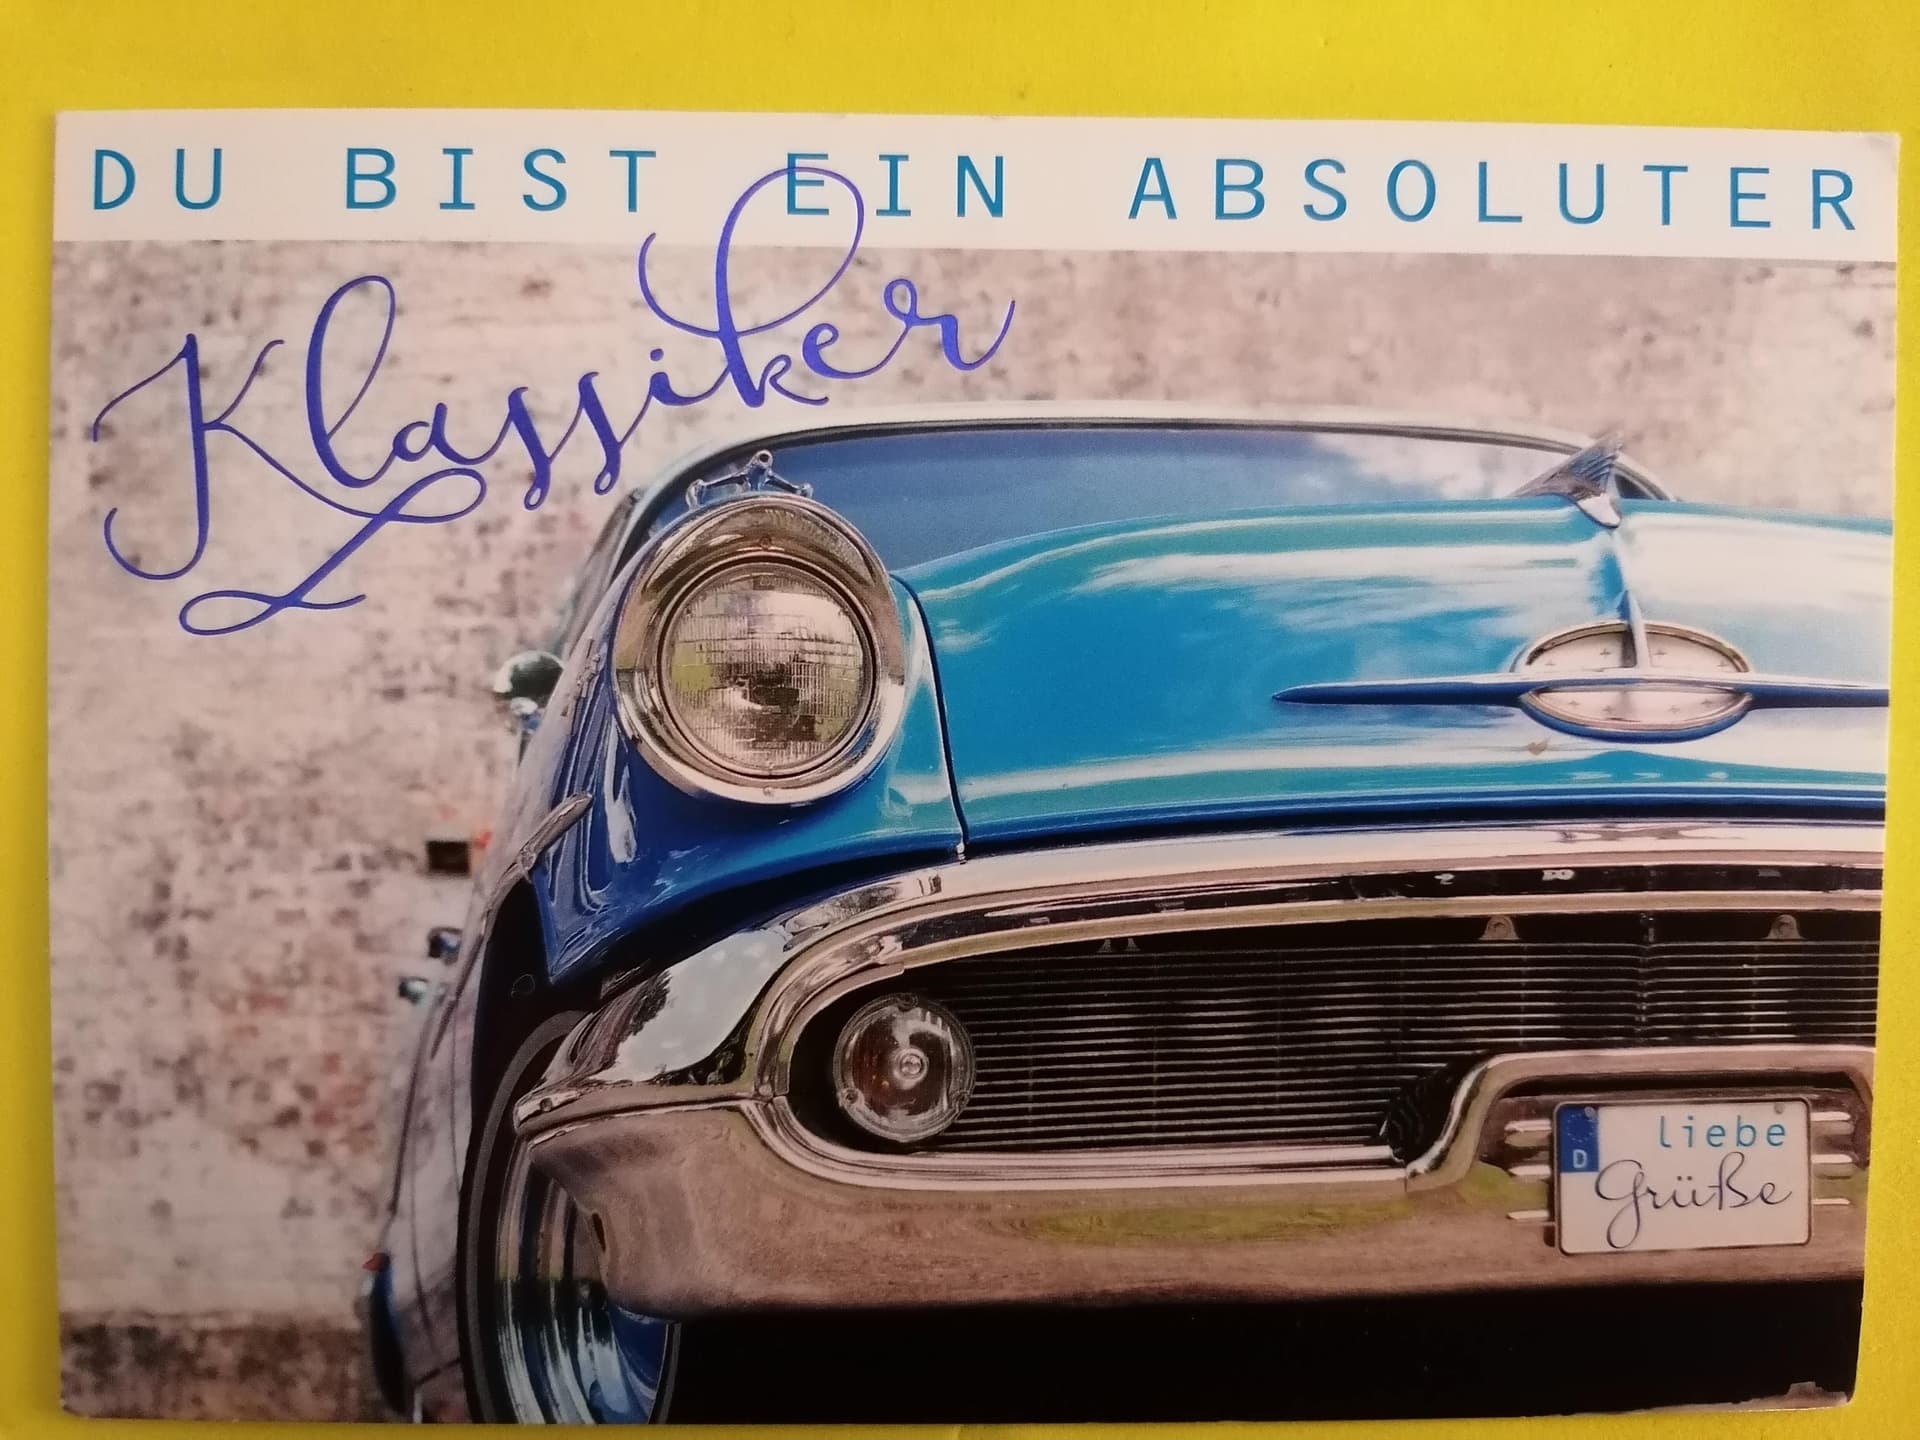 DU BIST EIN ABSOLUTER
Klassiker
liebe
D
Grüße